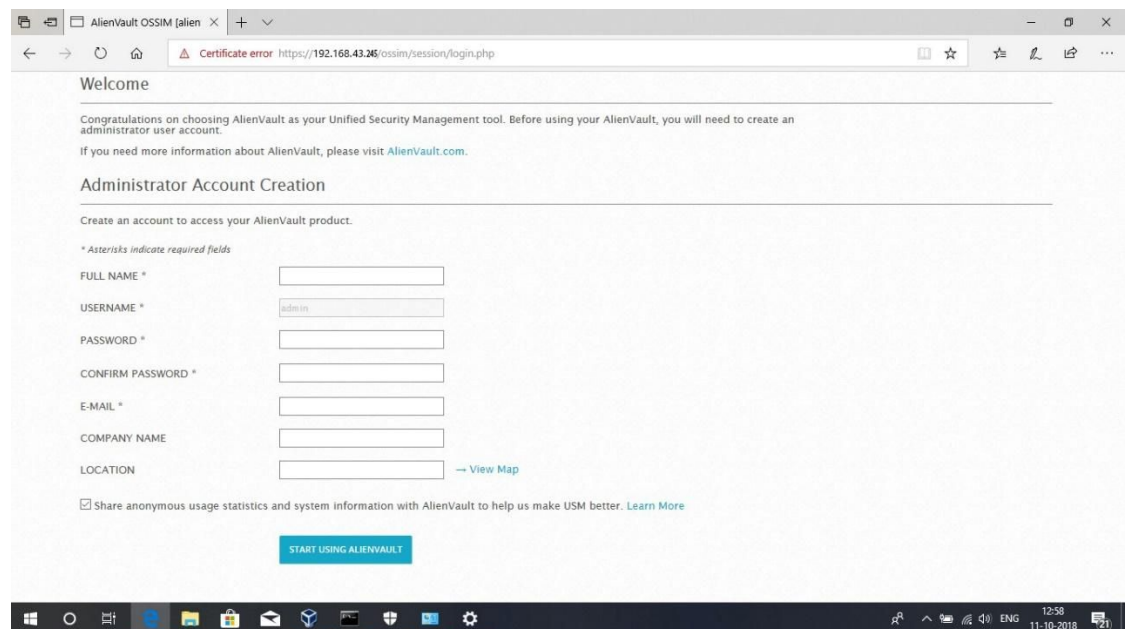 AlienVault OSSIM [alien
Certificate error https://192.168.43.245/ossim/session/login.php
Welcome
Congratulations on choosing AlienVault as your Unified Security Management tool. Before using your AlienVault, you will need to create an
administrator user account.
If you need more information about AlienVault, please visit AlienVault.com.
Administrator Account Creation
Create an account to access your AlienVault product.
* Asterisks indicate required fields
FULL NAME *
USERNAME * admin
PASSWORD *
CONFIRM PASSWORD *
E-MAIL *
COMPANY NAME
LOCATION → View Map
Share anonymous usage statistics and system information with AlienVault to help us make USM better. Learn More
START USING ALIENVAULT
ENG 12:58
11-10-2018 21